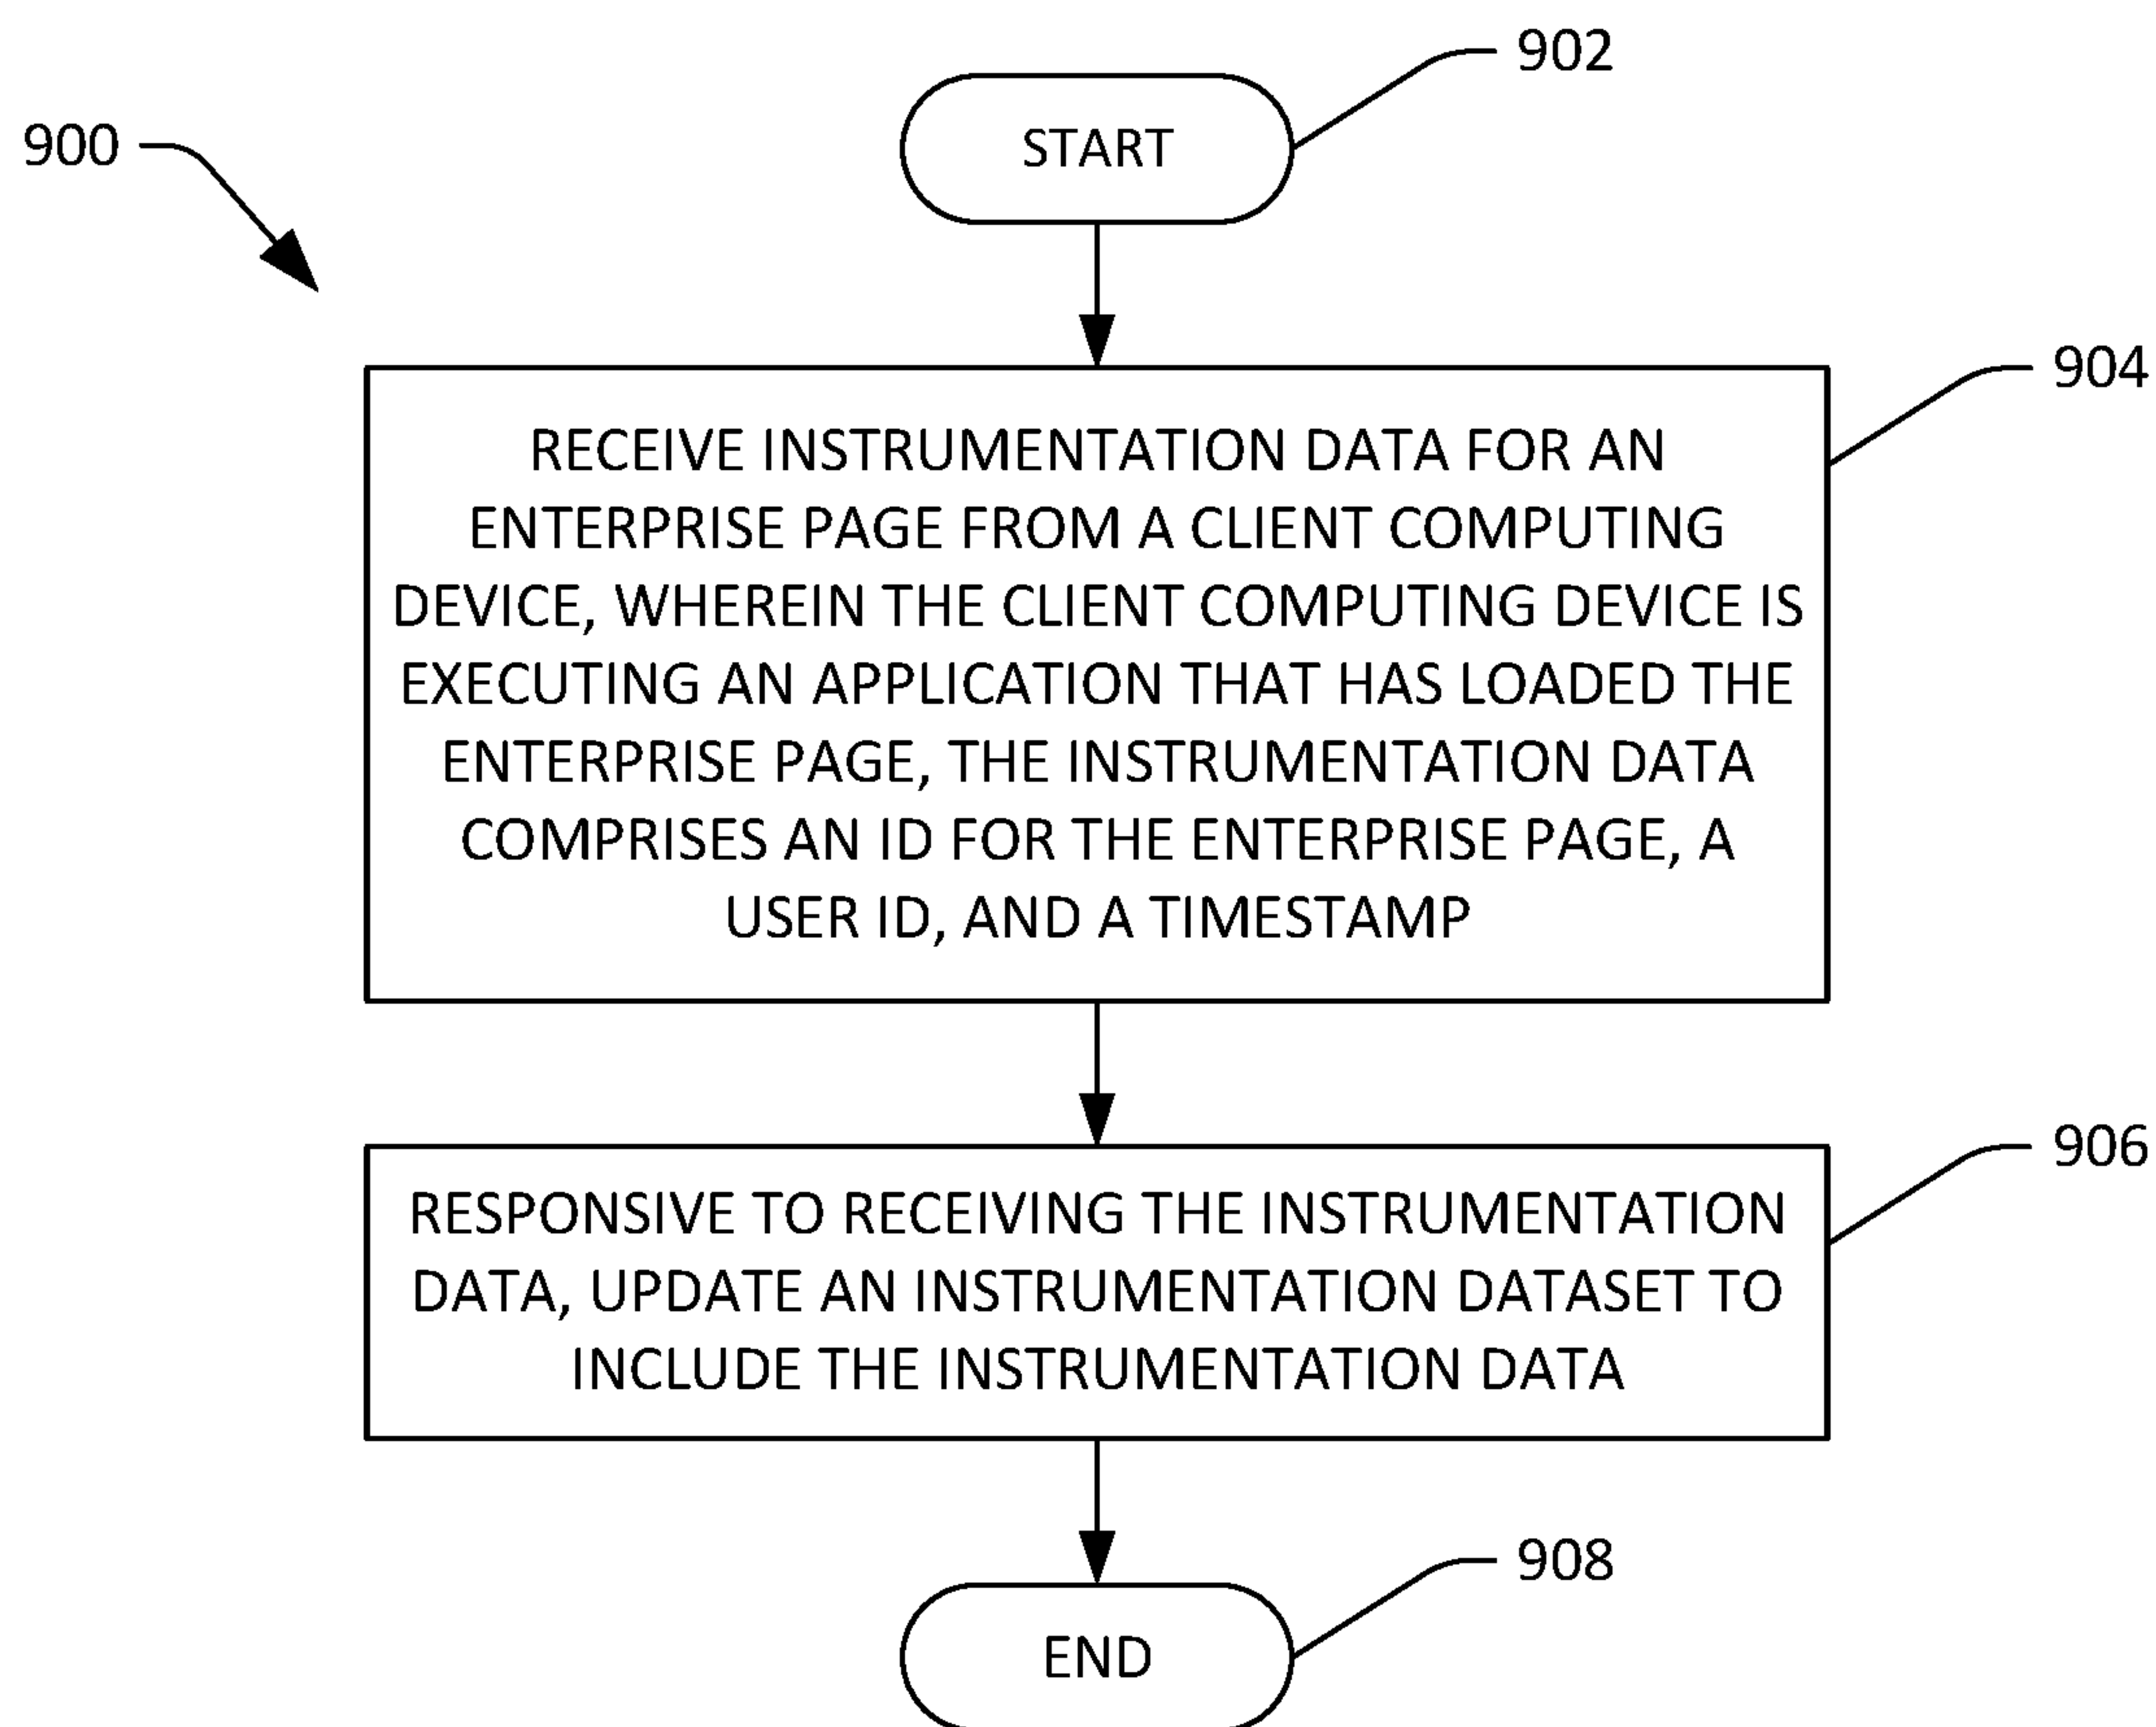 902
START
900
904
RECEIVE INSTRUMENTATION DATA FOR AN
ENTERPRISE PAGE FROM A CLIENT COMPUTING
DEVICE, WHEREIN THE CLIENT COMPUTING DEVICE IS
EXECUTING AN APPLICATION THAT HAS LOADED THE
ENTERPRISE PAGE, THE INSTRUMENTATION DATA
COMPRISES AN ID FOR THE ENTERPRISE PAGE, A
USER ID, AND A TIMESTAMP
906
RESPONSIVE TO RECEIVING THE INSTRUMENTATION
DATA, UPDATE AN INSTRUMENTATION DATASET TO
INCLUDE THE INSTRUMENTATION DATA
908
END